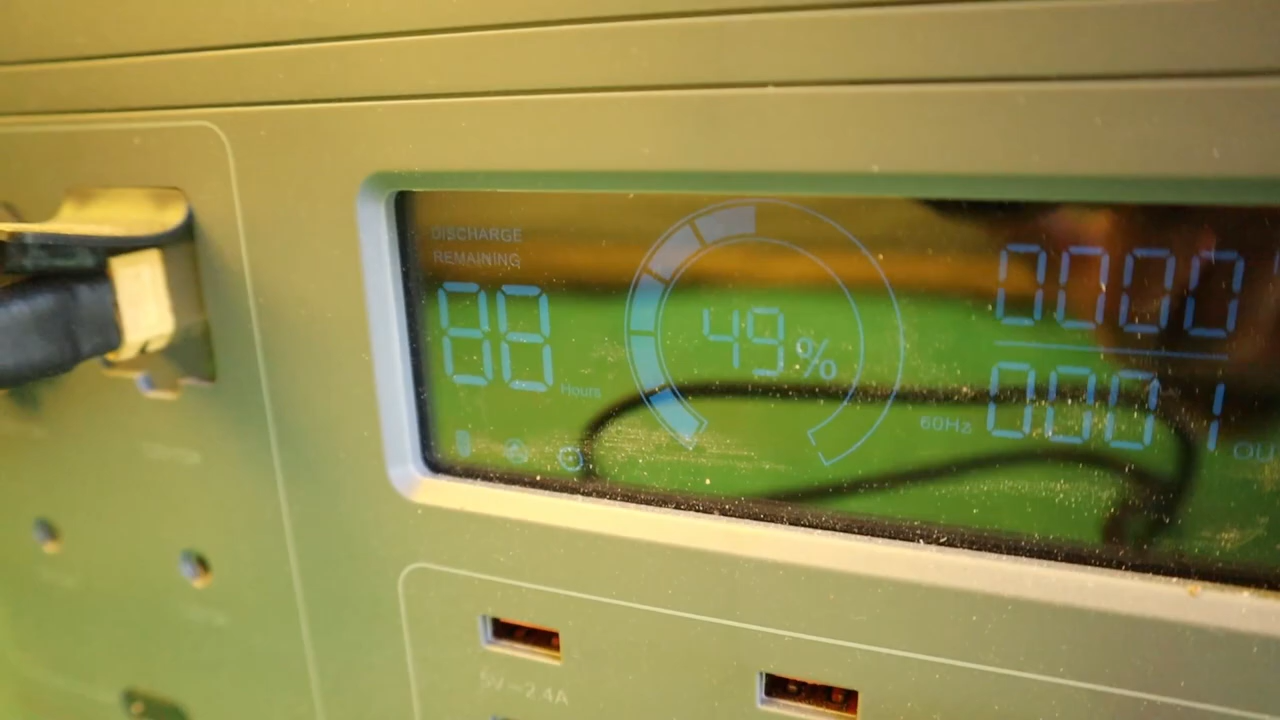 DISCHARGE
REMAINING
88 Hours
49 %
0000
60Hz 0001 OU
5V⎓2.4A